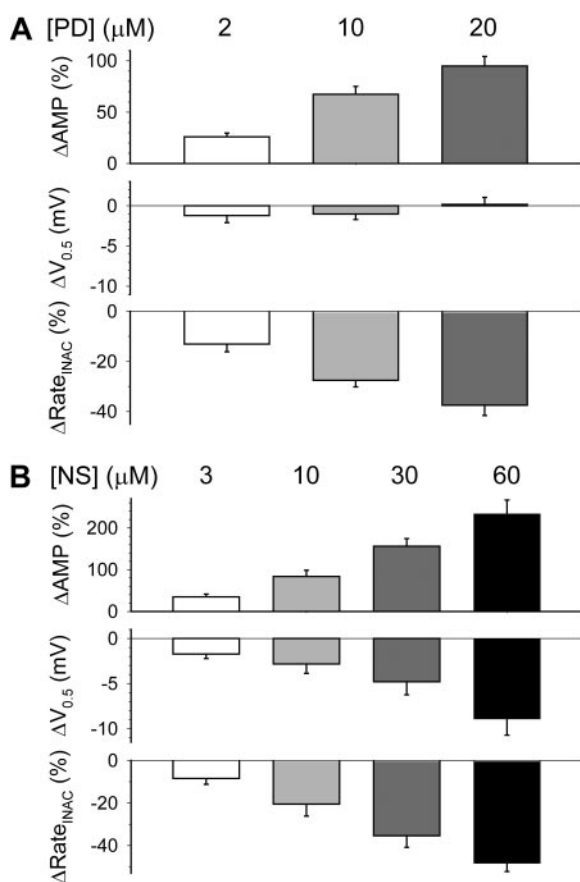 A [PD] (μM) 2 10 20
ΔAMP (%)
100
50
0
ΔV0.5 (mV)
0
-5
-10
ΔRateINAC (%)
0
-20
-40
B [NS] (μM) 3 10 30 60
ΔAMP (%)
200
100
0
ΔV0.5 (mV)
0
-5
-10
ΔRateINAC (%)
0
-20
-40